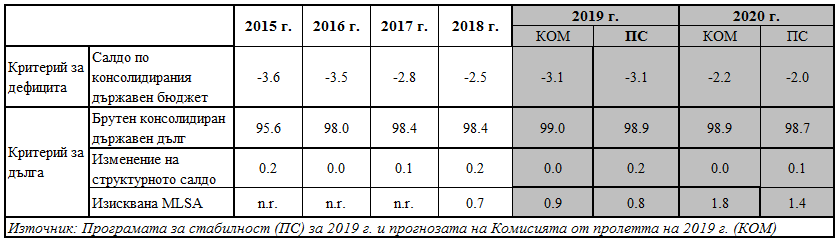 2015 г. 2016 г. 2017 г. 2018 г. 2019 г. 2020 г.
КОМ ПС КОМ ПС
Критерий за дефицита Салдо по консолидирания държавен бюджет -3.6 -3.5 -2.8 -2.5 -3.1 -3.1 -2.2 -2.0
Критерий за дълга Брутен консолидиран държавен дълг 95.6 98.0 98.4 98.4 99.0 98.9 98.9 98.7
Изменение на структурното салдо 0.2 0.0 0.1 0.2 0.0 0.2 0.0 0.1
Изисквана MLSA n.r. n.r. n.r. 0.7 0.9 0.8 1.8 1.4
Източник: Програмата за стабилност (ПС) за 2019 г. и прогнозата на Комисията от пролетта на 2019 г. (КОМ)